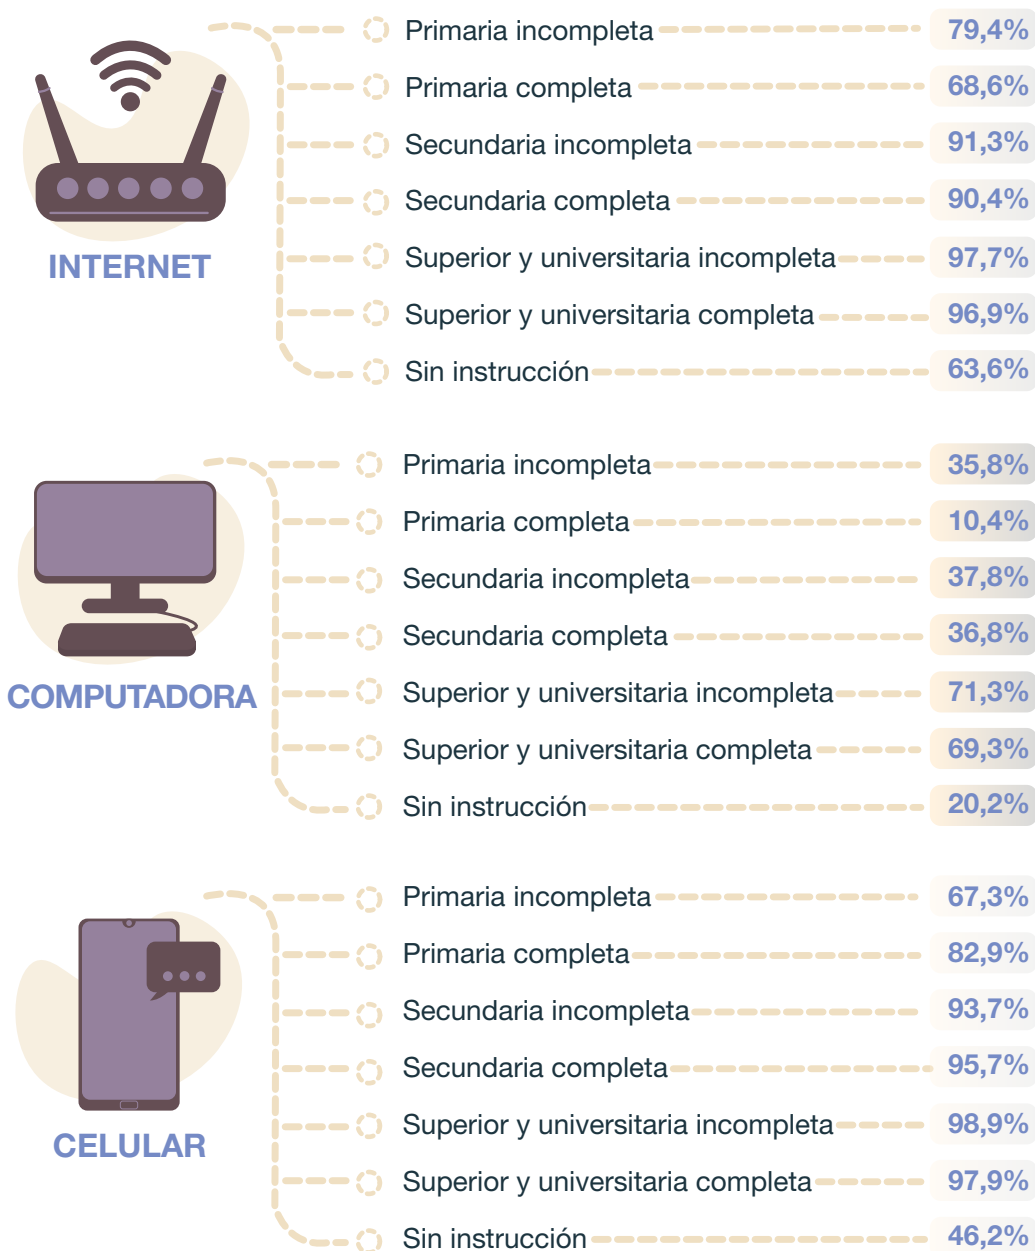 Primaria incompleta 79,4%
Primaria completa 68,6%
Secundaria incompleta 91,3%
Secundaria completa 90,4%
Superior y universitaria incompleta 97,7%
Superior y universitaria completa 96,9%
Sin instrucción 63,6%
INTERNET
Primaria incompleta 35,8%
Primaria completa 10,4%
Secundaria incompleta 37,8%
Secundaria completa 36,8%
Superior y universitaria incompleta 71,3%
Superior y universitaria completa 69,3%
Sin instrucción 20,2%
COMPUTADORA
Primaria incompleta 67,3%
Primaria completa 82,9%
Secundaria incompleta 93,7%
Secundaria completa 95,7%
Superior y universitaria incompleta 98,9%
Superior y universitaria completa 97,9%
Sin instrucción 46,2%
CELULAR